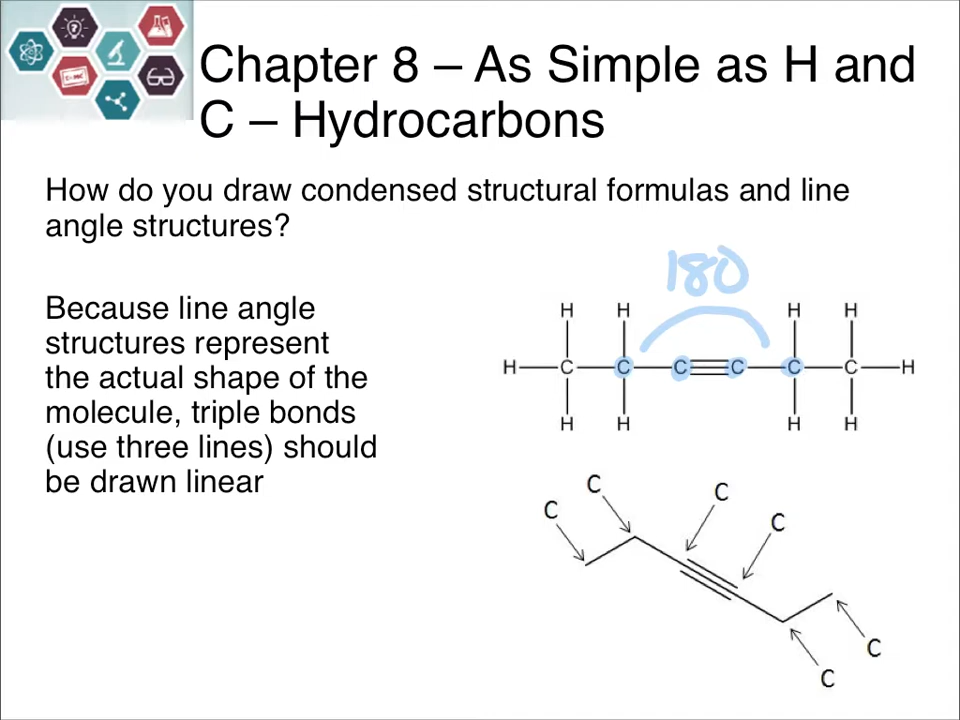 Chapter 8 – As Simple as H and
C – Hydrocarbons
How do you draw condensed structural formulas and line
angle structures?
Because line angle
structures represent
the actual shape of the
molecule, triple bonds
(use three lines) should
be drawn linear
180
H H H H
H C C C C C C H
H H H H
C C C C
C C